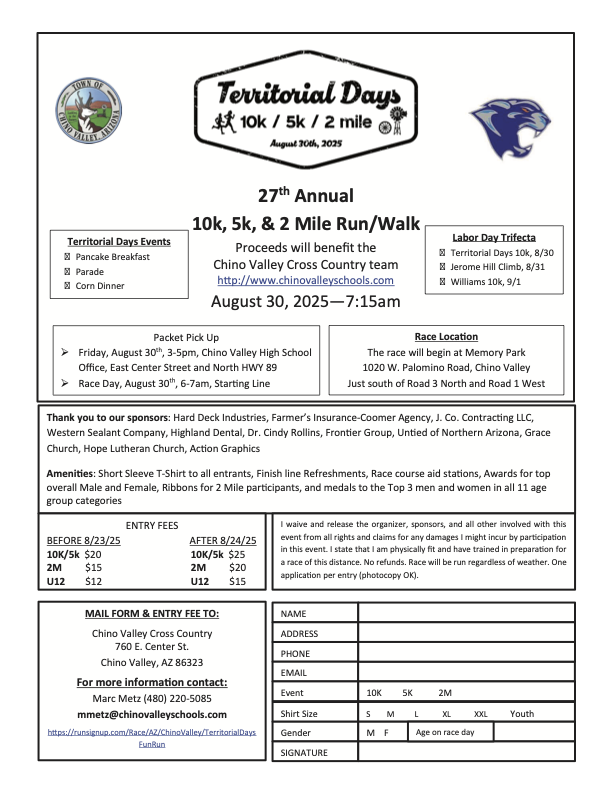 TOWN OF
CHINO VALLEY, ARIZONA
Territorial Days
10k / 5k / 2 mile
August 30th, 2025
27th Annual
10k, 5k, & 2 Mile Run/Walk
Proceeds will benefit the
Chino Valley Cross Country team
http://www.chinovalleyschools.com
August 30, 2025—7:15am
Territorial Days Events
Pancake Breakfast
Parade
Corn Dinner
Labor Day Trifecta
Territorial Days 10k, 8/30
Jerome Hill Climb, 8/31
Williams 10k, 9/1
Packet Pick Up
➢ Friday, August 30th, 3-5pm, Chino Valley High School
Office, East Center Street and North HWY 89
➢ Race Day, August 30th, 6-7am, Starting Line
Race Location
The race will begin at Memory Park
1020 W. Palomino Road, Chino Valley
Just south of Road 3 North and Road 1 West
Thank you to our sponsors: Hard Deck Industries, Farmer's Insurance-Coomer Agency, J. Co. Contracting LLC,
Western Sealant Company, Highland Dental, Dr. Cindy Rollins, Frontier Group, Untied of Northern Arizona, Grace
Church, Hope Lutheran Church, Action Graphics
Amenities: Short Sleeve T-Shirt to all entrants, Finish line Refreshments, Race course aid stations, Awards for top
overall Male and Female, Ribbons for 2 Mile participants, and medals to the Top 3 men and women in all 11 age
group categories
ENTRY FEES
BEFORE 8/23/25 AFTER 8/24/25
10K/5k $20 10K/5k $25
2M $15 2M $20
U12 $12 U12 $15
I waive and release the organizer, sponsors, and all other involved with this
event from all rights and claims for any damages I might incur by participation
in this event. I state that I am physically fit and have trained in preparation for
a race of this distance. No refunds. Race will be run regardless of weather. One
application per entry (photocopy OK).
MAIL FORM & ENTRY FEE TO:
Chino Valley Cross Country
760 E. Center St.
Chino Valley, AZ 86323
For more information contact:
Marc Metz (480) 220-5085
mmetz@chinovalleyschools.com
https://runsignup.com/Race/AZ/ChinoValley/TerritorialDays
FunRun
NAME
ADDRESS
PHONE
EMAIL
Event 10K 5K 2M
Shirt Size S M L XL XXL Youth
Gender M F Age on race day
SIGNATURE